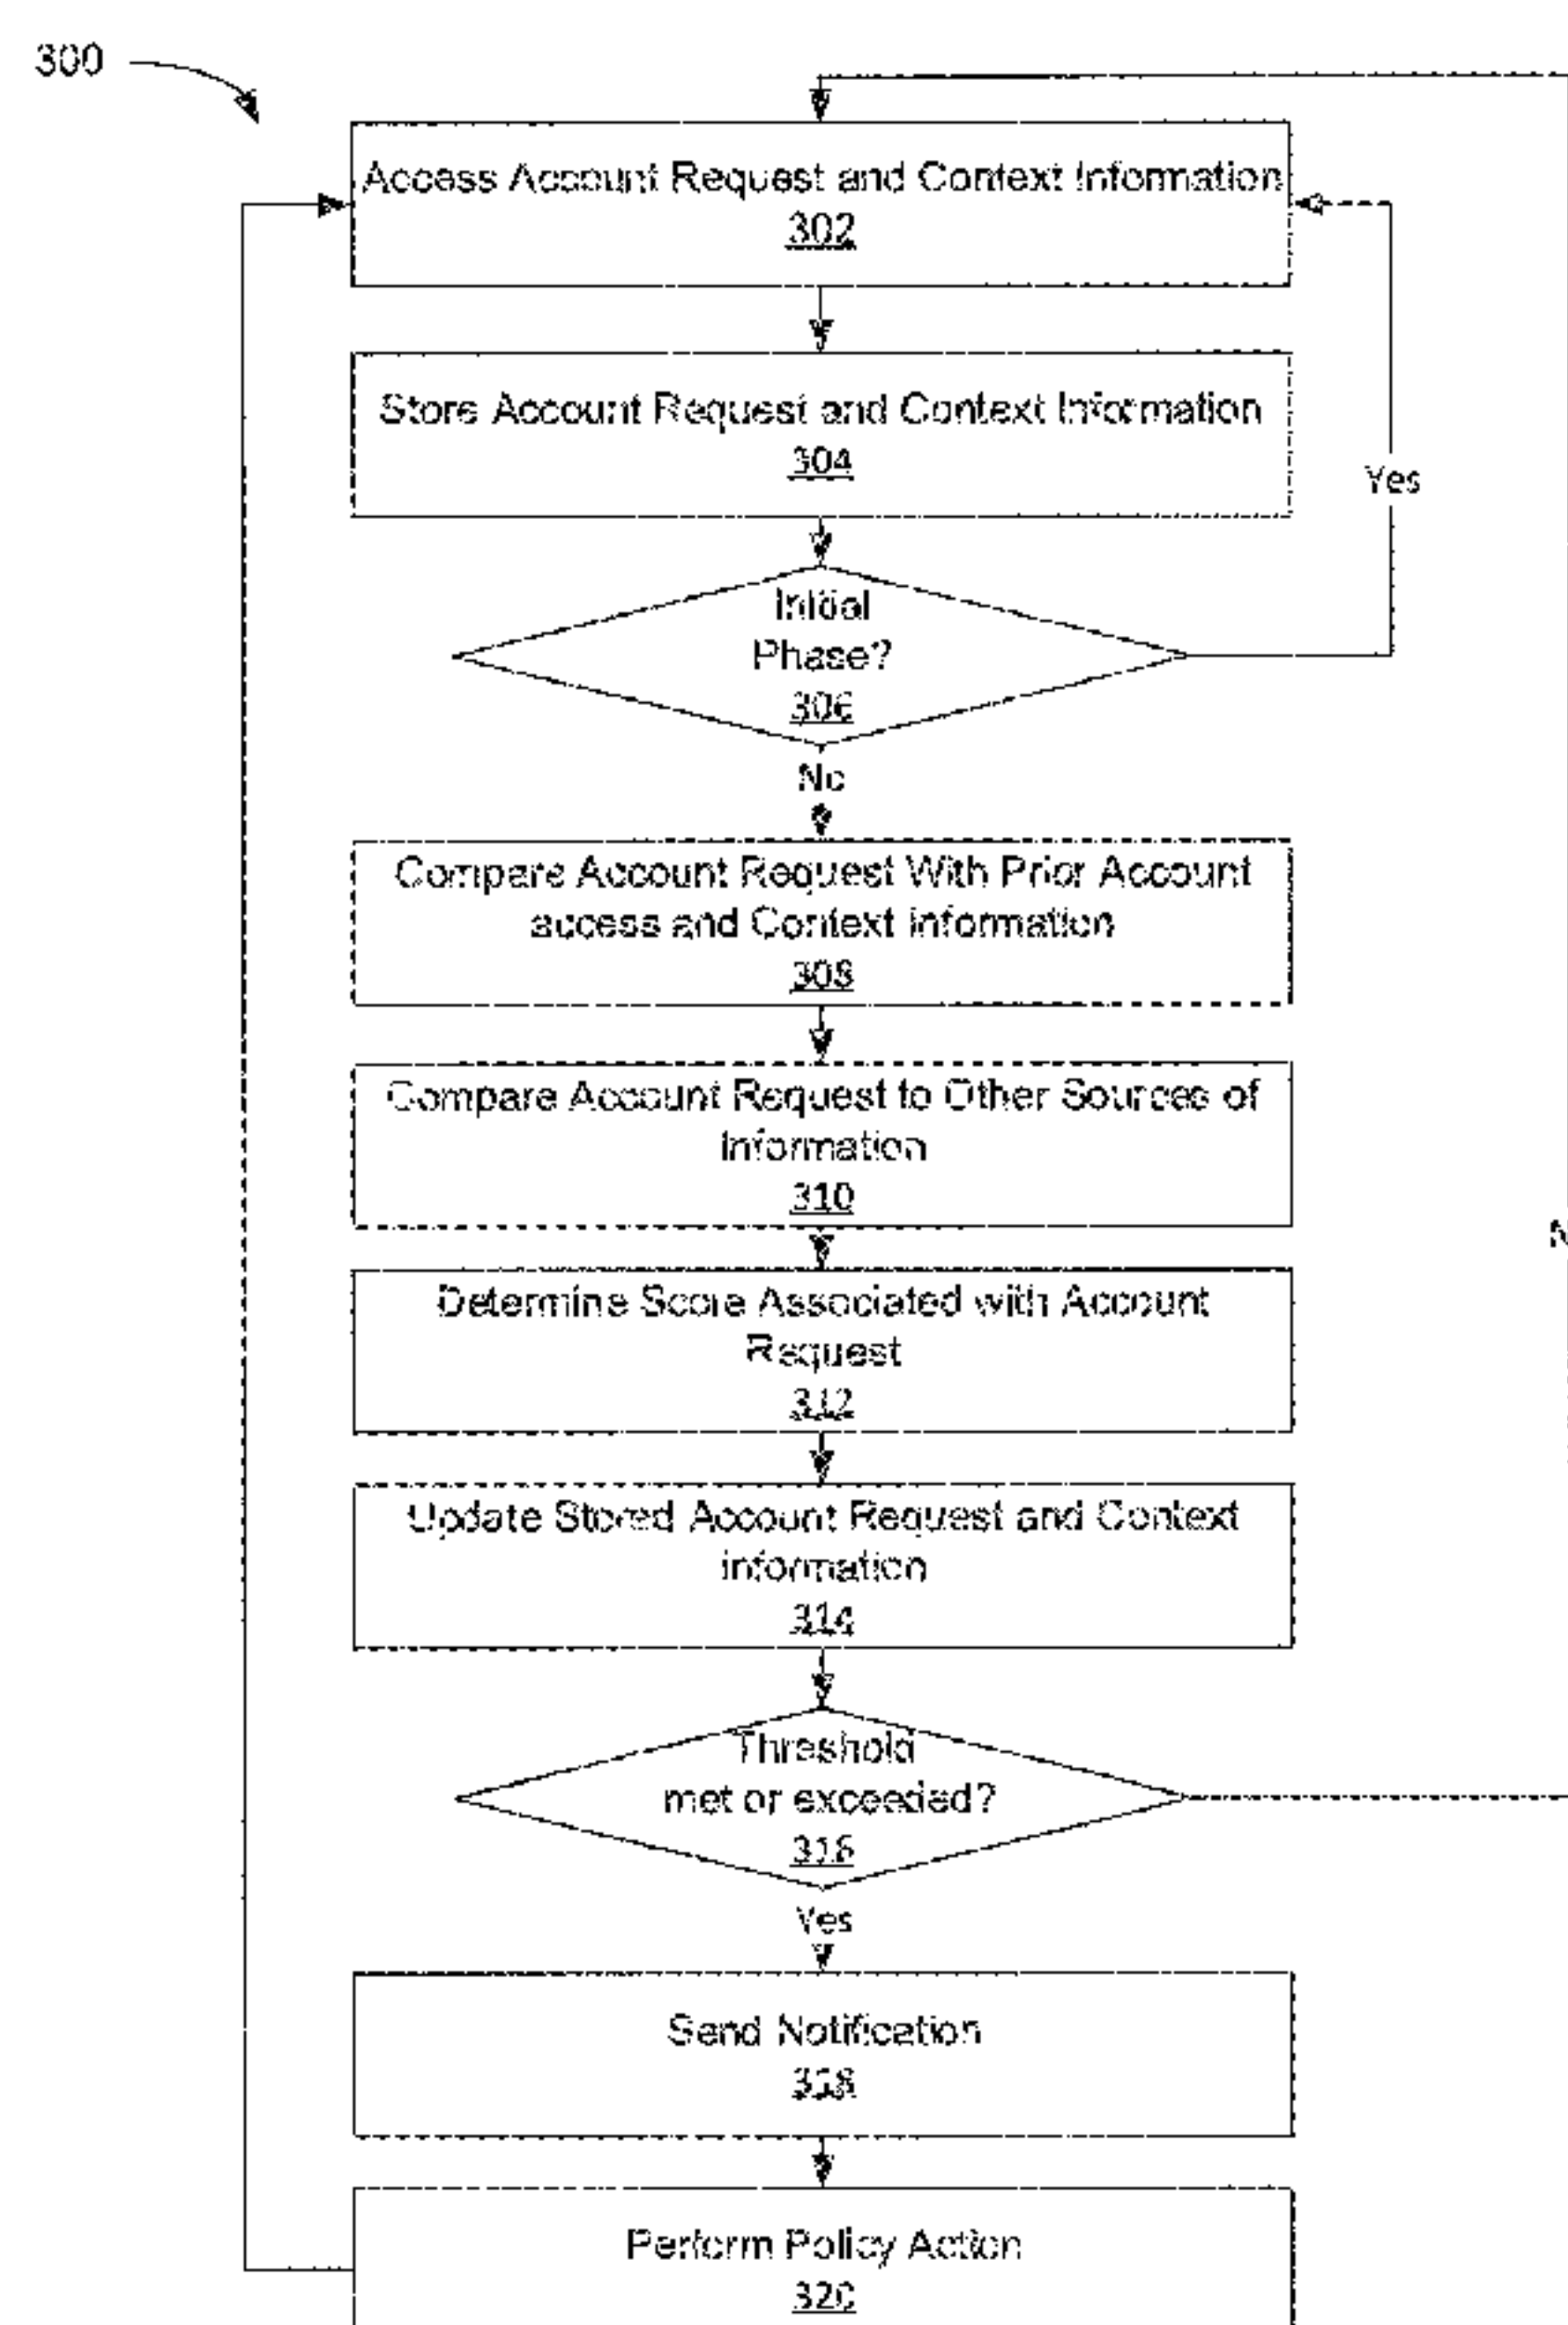 300
Access Account Request and Context Information
302
Store Account Request and Context Information
304
Yes
Initial
Phase?
306
No
Compare Account Request With Prior Account
access and Context information
308
Compare Account Request to Other Sources of
Information
310
Determine Score Associated with Account
Request
312
Update Stored Account Request and Context
information
314
Threshold
met or exceeded?
316
Yes
Send Notification
318
Perform Policy Action
320